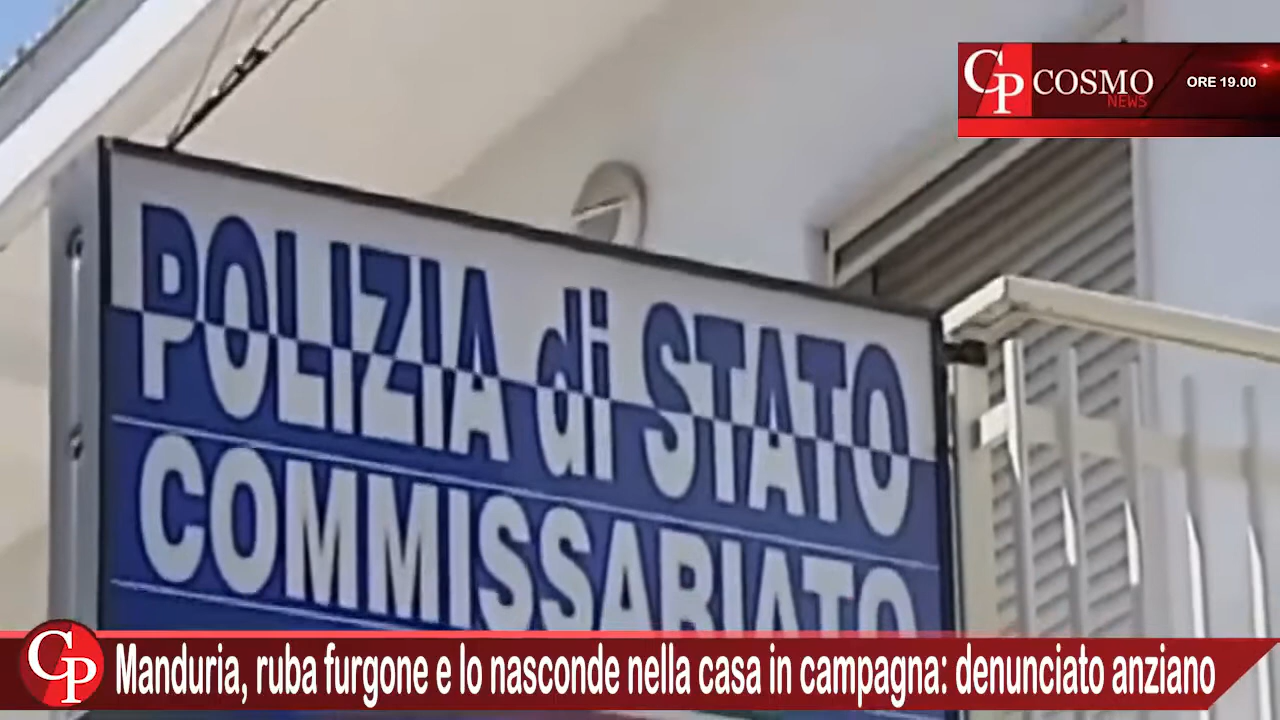 CP COSMO
NEWS
ORE 19.00
POLIZIA di STATO
COMMISSARIATO
CP Manduria, ruba furgone e lo nasconde nella casa in campagna: denunciato anziano